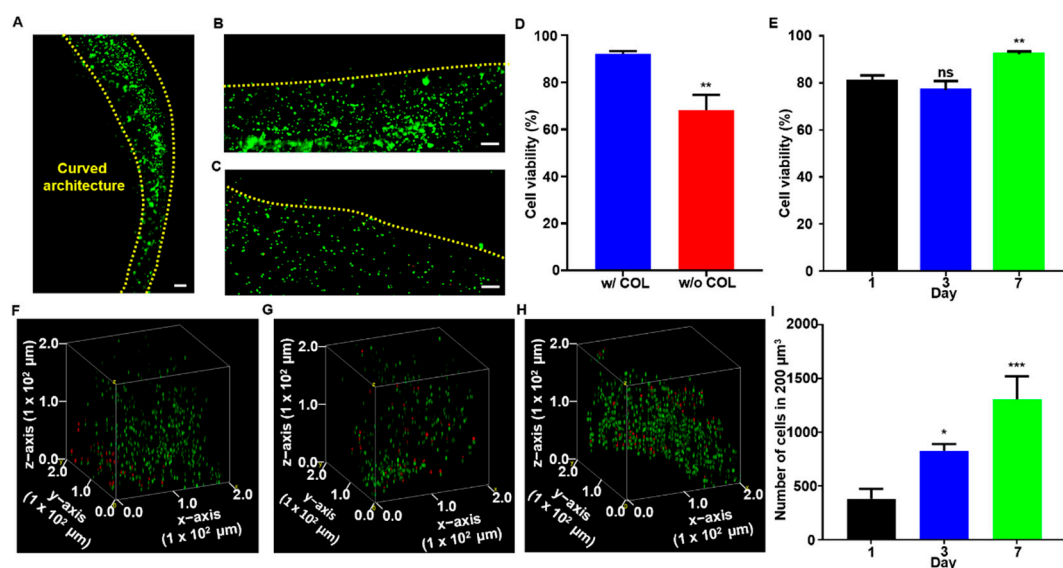 A
Curved
architecture
B
C
D
Cell viability (%)
100
80
60
40
20
0
w/ COL
w/o COL
**
E
Cell viability (%)
100
80
60
40
20
0
ns
**
1
3
7
Day
F
z-axis (1 x 10² µm)
2.0
1.0
0.0
2.0
1.0
0.0
y-axis
(1 x 10² µm)
0.0
1.0
2.0
x-axis
(1 x 10² µm)
G
z-axis (1 x 10² µm)
2.0
1.0
0.0
2.0
1.0
0.0
y-axis
(1 x 10² µm)
0.0
1.0
2.0
x-axis
(1 x 10² µm)
H
z-axis (1 x 10² µm)
2.0
1.0
0.0
2.0
1.0
0.0
y-axis
(1 x 10² µm)
0.0
1.0
2.0
x-axis
(1 x 10² µm)
I
Number of cells in 200 µm³
2000
1500
1000
500
0
*
***
1
3
7
Day